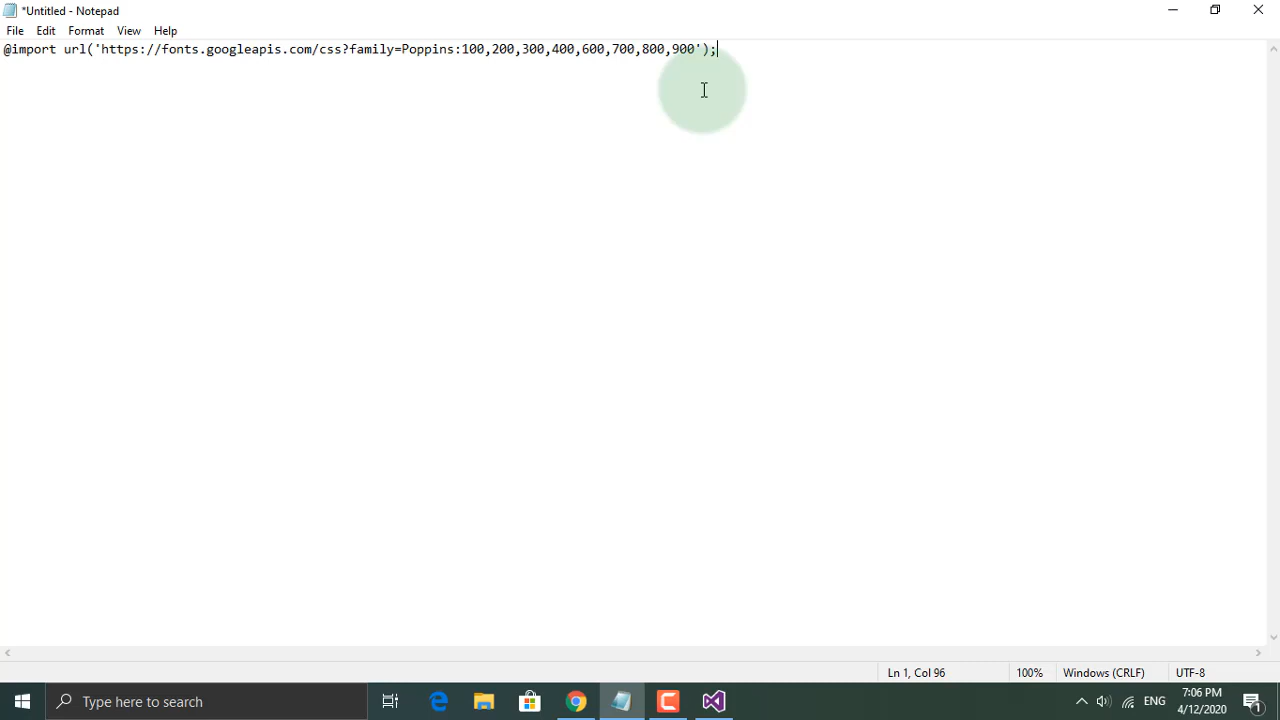 *Untitled - Notepad
File Edit Format View Help
@import url('https://fonts.googleapis.com/css?family=Poppins:100,200,300,400,600,700,800,900');
Ln 1, Col 96 100% Windows (CRLF) UTF-8
Type here to search ENG 7:06 PM
4/12/2020 1